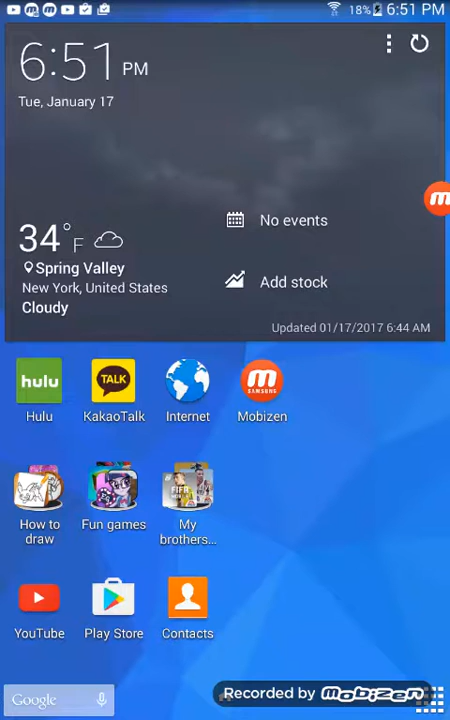 18% 6:51 PM
6:51 PM
Tue, January 17
34°F
Spring Valley
New York, United States
Cloudy
No events
Add stock
Updated 01/17/2017 6:44 AM
hulu
TALK
M
SAMSUNG
M
Hulu
KakaoTalk
Internet
Mobizen
FIFA
How to
draw
Fun games
My
brothers...
YouTube
Play Store
Contacts
Google
Recorded by mobizen